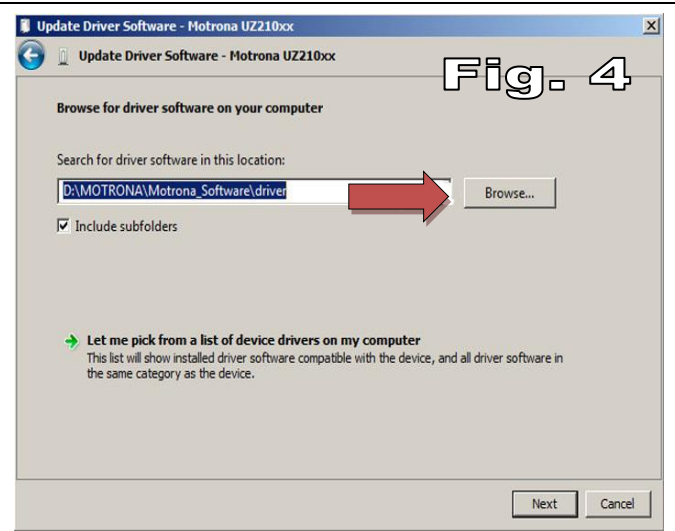 Update Driver Software - Motrona UZ210xx
Update Driver Software - Motrona UZ210xx
Fig. 4
Browse for driver software on your computer
Search for driver software in this location:
D:\MOTRONA\Motrona_Software\driver
Browse...
Include subfolders
Let me pick from a list of device drivers on my computer
This list will show installed driver software compatible with the device, and all driver software in
the same category as the device.
Next
Cancel